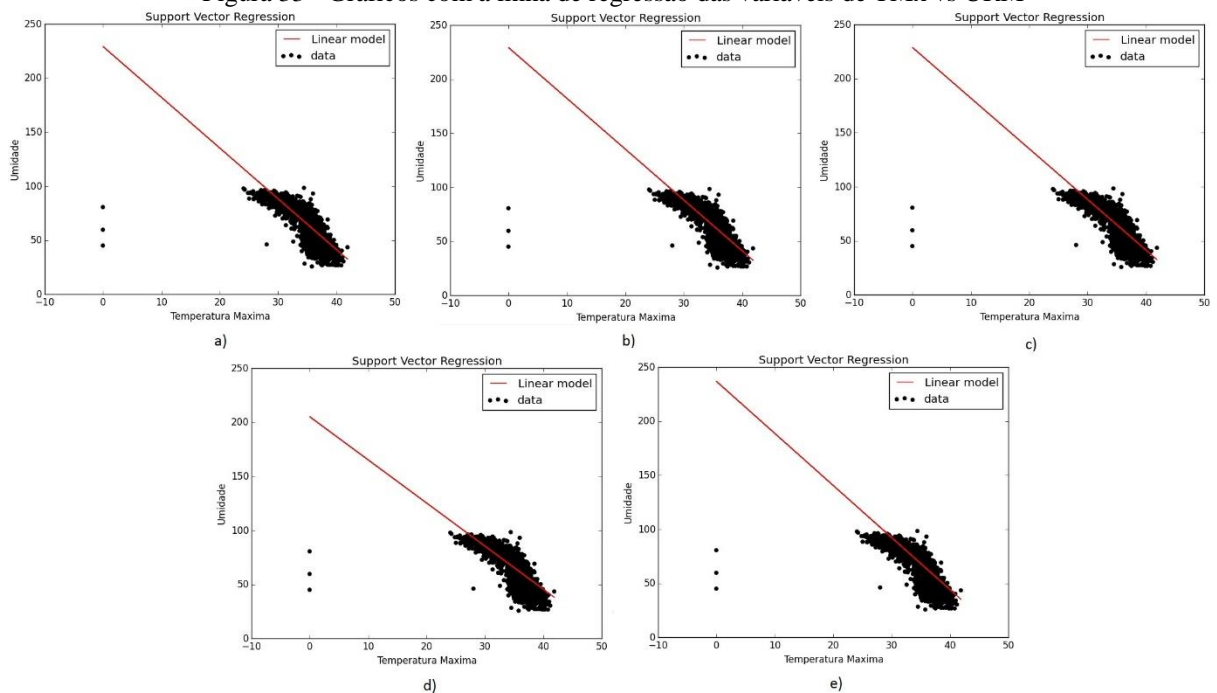 Figura 33 – Gráficos com a linha de regressão das variáveis de TMx vs URM
Support Vector Regression
250
200
150
100
50
0
Umidade
Linear model
data
-10
0
10
20
30
40
50
Temperatura Maxima
a)
Support Vector Regression
250
200
150
100
50
0
Umidade
Linear model
data
-10
0
10
20
30
40
50
Temperatura Maxima
b)
Support Vector Regression
250
200
150
100
50
0
Umidade
Linear model
data
-10
0
10
20
30
40
50
Temperatura Maxima
c)
Support Vector Regression
250
200
150
100
50
0
Umidade
Linear model
data
-10
0
10
20
30
40
50
Temperatura Maxima
d)
Support Vector Regression
250
200
150
100
50
0
Umidade
Linear model
data
-10
0
10
20
30
40
50
Temperatura Maxima
e)